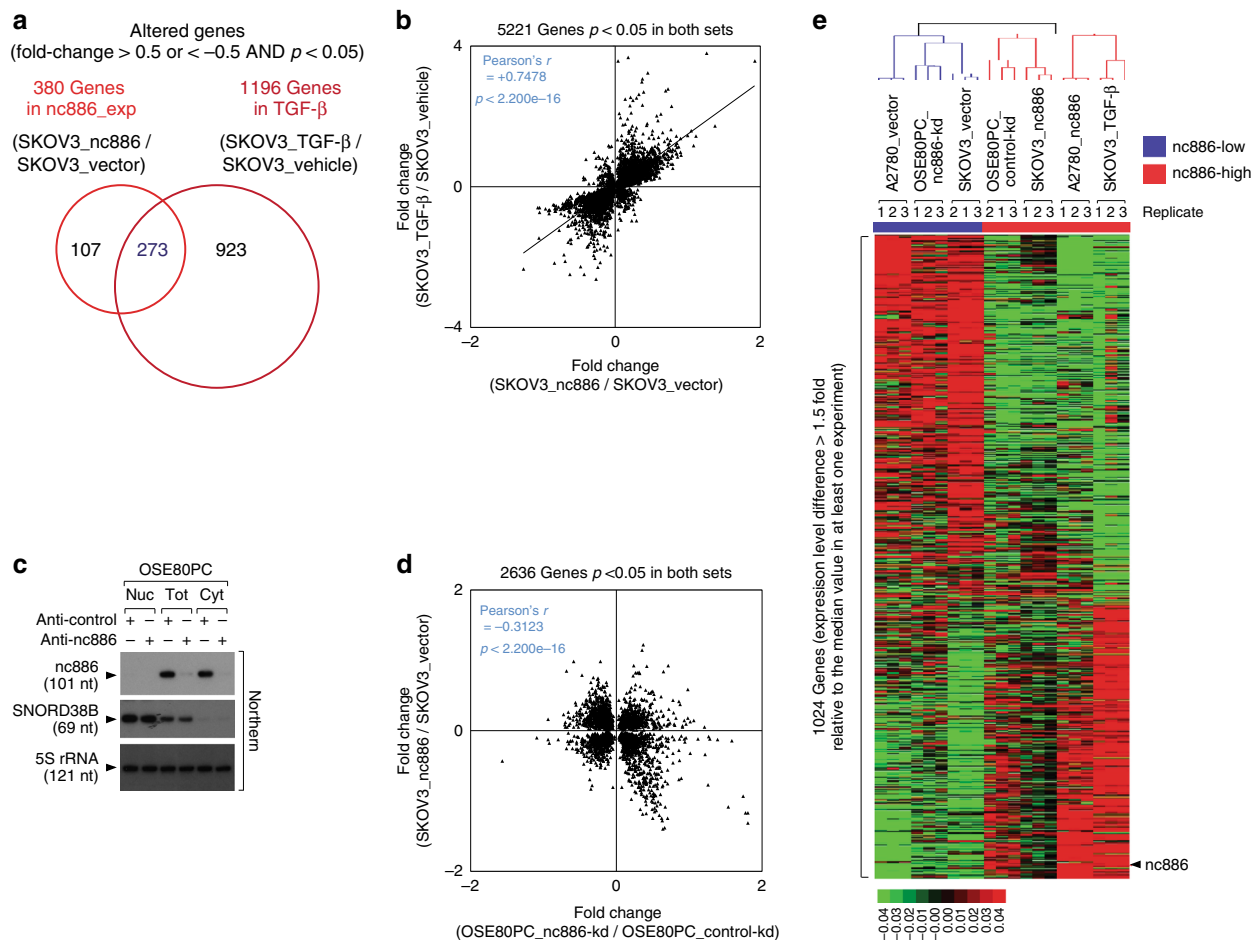 a
Altered genes
(fold-change > 0.5 or < −0.5 AND p < 0.05)
380 Genes
in nc886_exp
1196 Genes
in TGF-β
(SKOV3_nc886 /
SKOV3_vector)
(SKOV3_TGF-β /
SKOV3_vehicle)
107
273
923
b
5221 Genes p < 0.05 in both sets
Pearson's r
= +0.7478
p < 2.200e−16
4
0
−4
−2
0
2
Fold change
(SKOV3_TGF-β / SKOV3_vehicle)
Fold change
(SKOV3_nc886 / SKOV3_vector)
c
OSE80PC
Nuc Tot Cyt
Anti-control + − + − + −
Anti-nc886 − + − + − +
nc886
(101 nt)
SNORD38B
(69 nt)
5S rRNA
(121 nt)
Northern
d
2636 Genes p <0.05 in both sets
Pearson's r
= −0.3123
p < 2.200e−16
2
0
−2
−2
0
2
Fold change
(SKOV3_nc886 / SKOV3_vector)
Fold change
(OSE80PC_nc886-kd / OSE80PC_control-kd)
e
A2780_vector
OSE80PC_
nc886-kd
SKOV3_vector
OSE80PC_
control-kd
SKOV3_nc886
A2780_nc886
SKOV3_TGF-β
nc886-low
nc886-high
1 2 3 1 2 3 2 1 3 2 1 3 1 2 3 1 2 3 1 2 3
Replicate
1024 Genes (expresion level difference > 1.5 fold
relative to the median value in at least one experiment)
nc886
−0.04
−0.03
−0.02
−0.01
−0.00
0.00
0.01
0.02
0.03
0.04